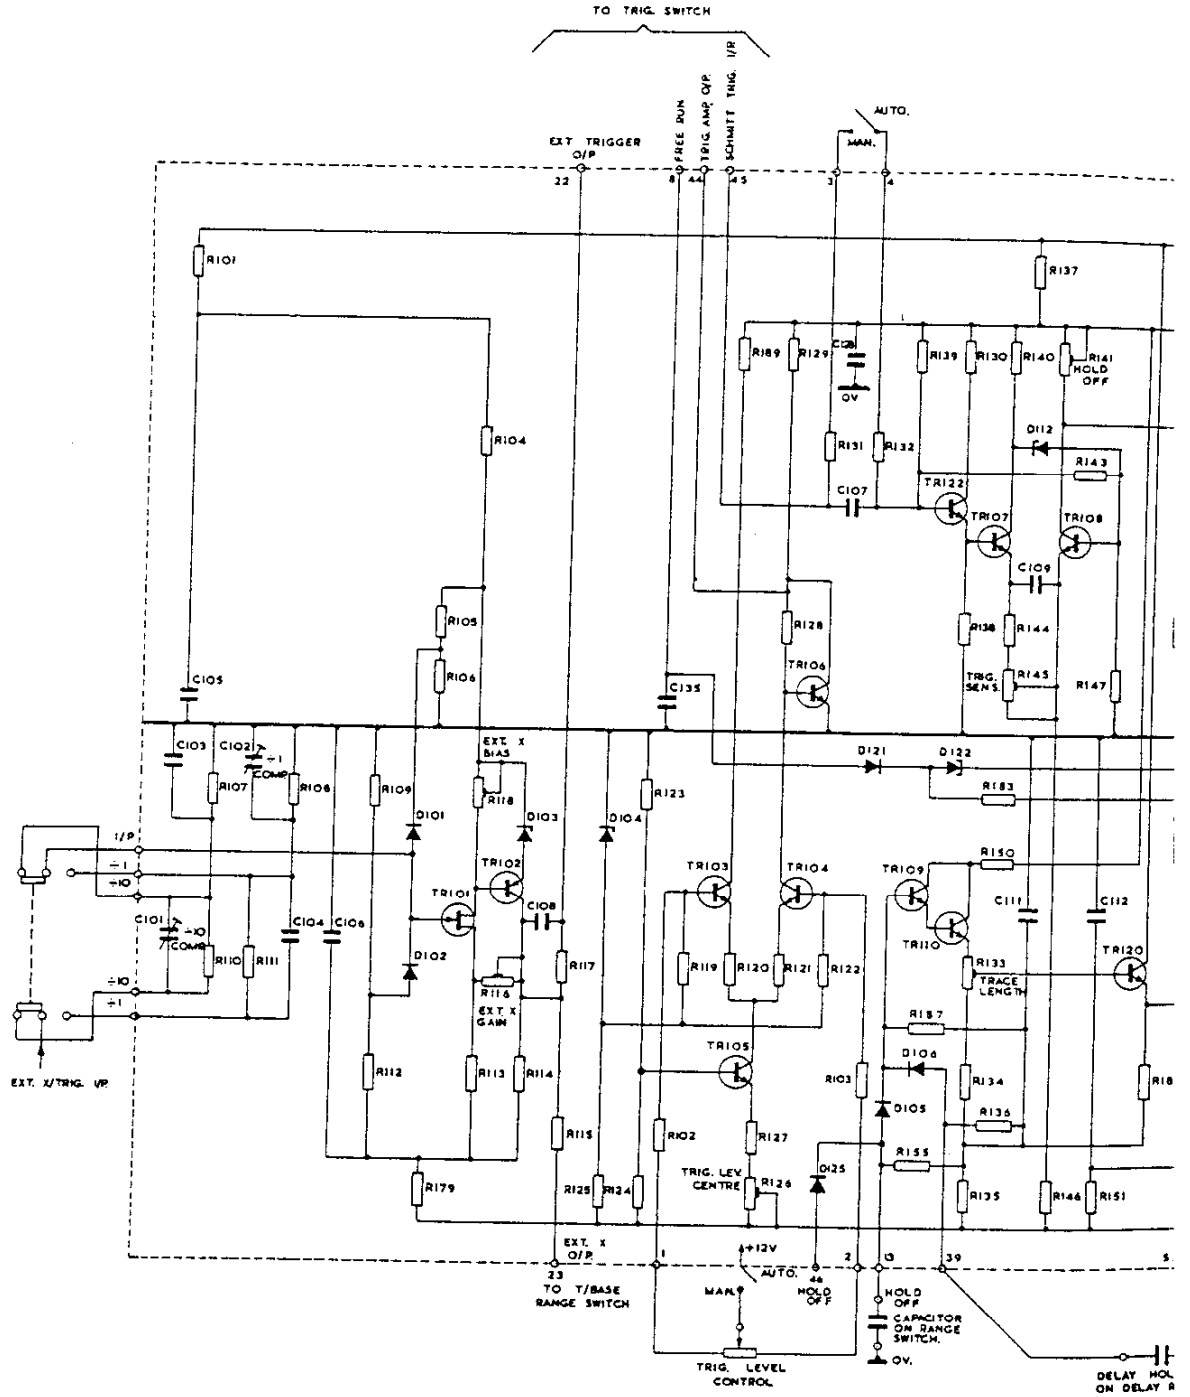 TO TRIG. SWITCH
EXT TRIGGER
O/P
22
FREE RUN
TRIG. AMP. O/P.
SCHMITT TRIG. I/P.
8
44
45
AUTO.
MAN.
3
4
R101
R137
R189
R129
0V
R139
R130
R140
R141
HOLD
OFF
R104
R131
R132
D112
R143
C107
TR122
TR107
TR108
C109
R105
R106
R128
R138
R144
TR106
TRIG.
SENS.
R145
R147
C105
C135
C103
C102
÷1
COMP.
R107
R108
R109
EXT. X
BIAS
R118
D121
D122
R123
R183
D101
D103
D104
I/P.
÷1
÷10
TR101
TR102
TR103
TR104
TR109
R150
C101
÷10
COMP.
R110
R111
C104
C106
C108
C111
C112
TR110
TR120
D102
R117
R119
R120
R121
R122
R133
TRACE
LENGTH
÷10
÷1
R116
EXT. X
GAIN
R187
TR105
D106
EXT. X/TRIG. I/P.
R112
R113
R114
R103
R134
R18
D105
R136
R115
R102
R127
R155
R179
R125
R124
TRIG. LEV.
CENTRE
R126
D125
R135
R146
R151
EXT. X
O/P.
23
TO T/BASE
RANGE SWITCH
1
+12V
AUTO.
MAN.
46
HOLD
OFF
2
13
39
5
HOLD
OFF
CAPACITOR
ON RANGE
SWITCH.
0V.
TRIG. LEVEL
CONTROL
DELAY HOL
ON DELAY R